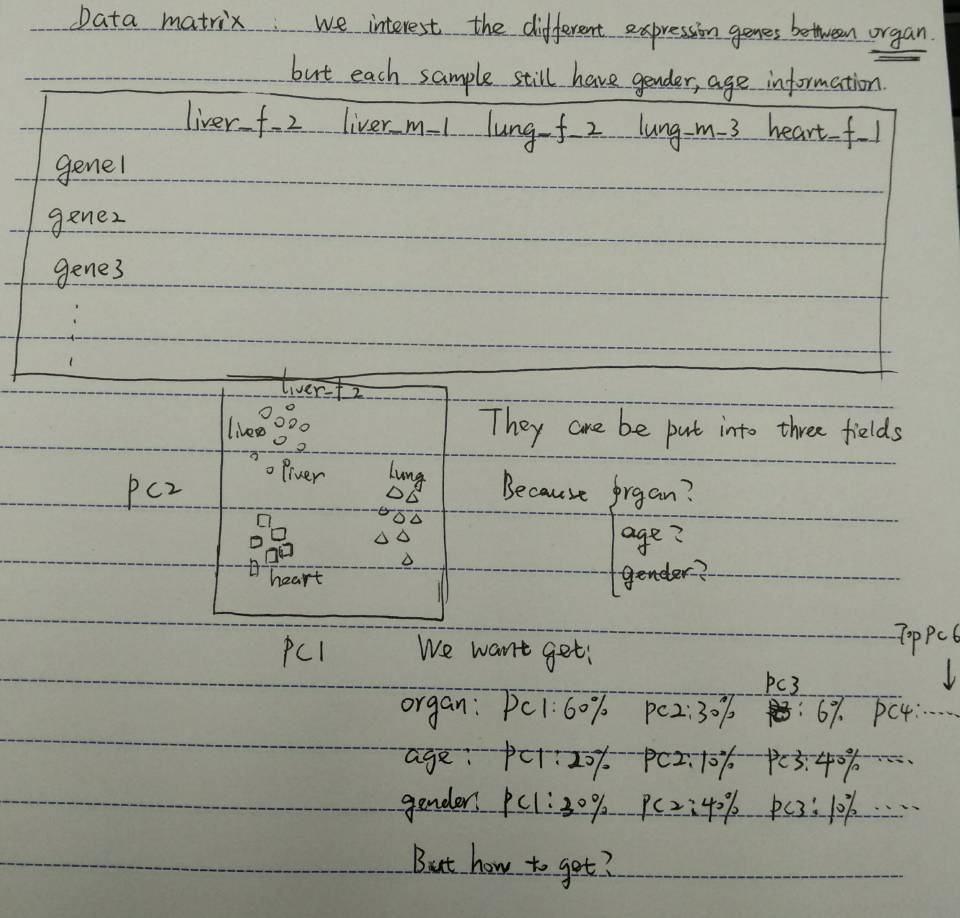 Data matrix : we interest the different expression genes between organ.
but each sample still have gender, age information.
liver_f_2 liver_m_1 lung_f_2 lung_m_3 heart_f_1
gene1
gene2
gene3
liver_f_2
liver
liver
lung
heart
PC2
PC1
They are be put into three fields
Because organ?
age?
gender?
We want get:
Top PC6
organ: PC1:60% PC2:30% PC3: 6% PC4:......
age: PC1:20% PC2:10% PC3:40% ....
gender: PC1:20% PC2:40% PC3:10% .....
But how to get?